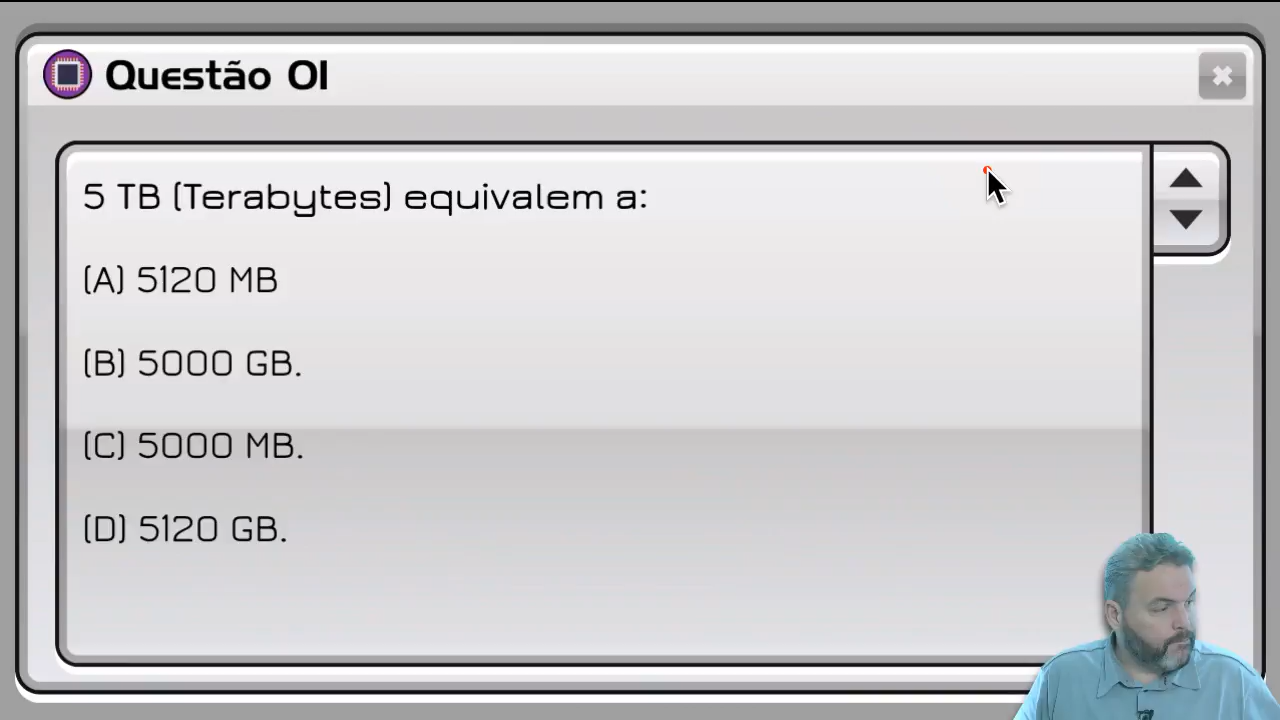 Questão 01
5 TB (Terabytes) equivalem a:
(A) 5120 MB
(B) 5000 GB.
(C) 5000 MB.
(D) 5120 GB.